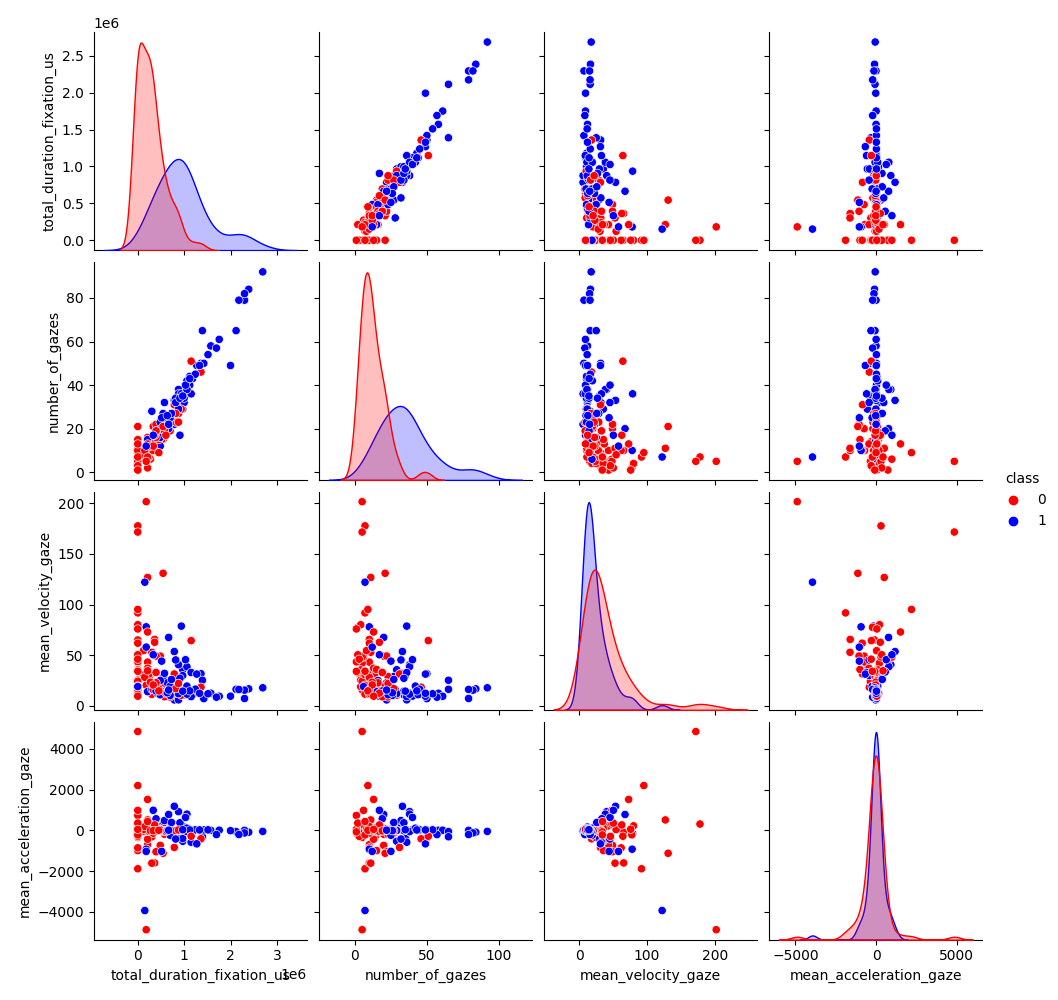 1e6
total_duration_fixation_us
2.5
2.0
1.5
1.0
0.5
0.0
number_of_gazes
80
60
40
20
0
class
0
1
mean_velocity_gaze
200
150
100
50
0
mean_acceleration_gaze
4000
2000
0
−2000
−4000
0 1 2 3 0 50 100 0 100 200 −5000 0 5000
1e6
total_duration_fixation_us number_of_gazes mean_velocity_gaze mean_acceleration_gaze